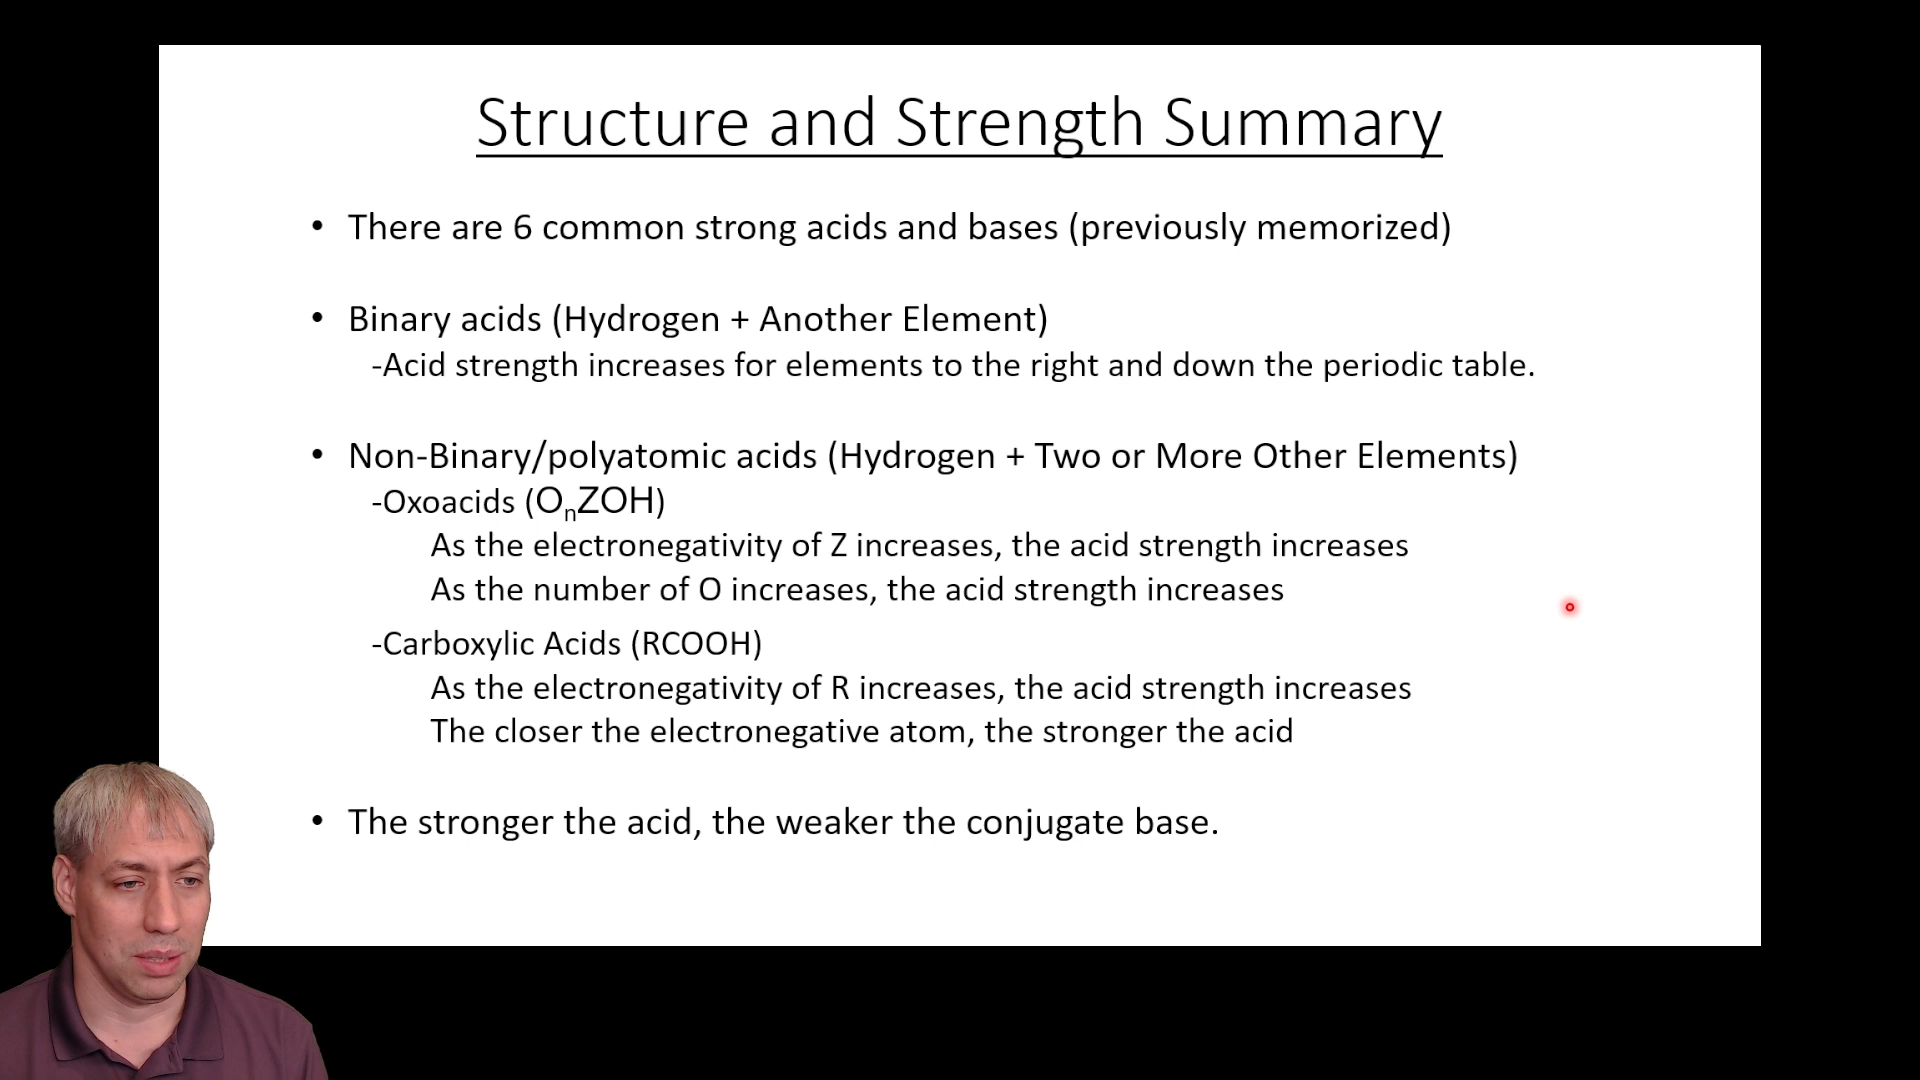 Structure and Strength Summary
• There are 6 common strong acids and bases (previously memorized)
• Binary acids (Hydrogen + Another Element)
-Acid strength increases for elements to the right and down the periodic table.
• Non-Binary/polyatomic acids (Hydrogen + Two or More Other Elements)
-Oxoacids (OₙZOH)
As the electronegativity of Z increases, the acid strength increases
As the number of O increases, the acid strength increases
-Carboxylic Acids (RCOOH)
As the electronegativity of R increases, the acid strength increases
The closer the electronegative atom, the stronger the acid
• The stronger the acid, the weaker the conjugate base.